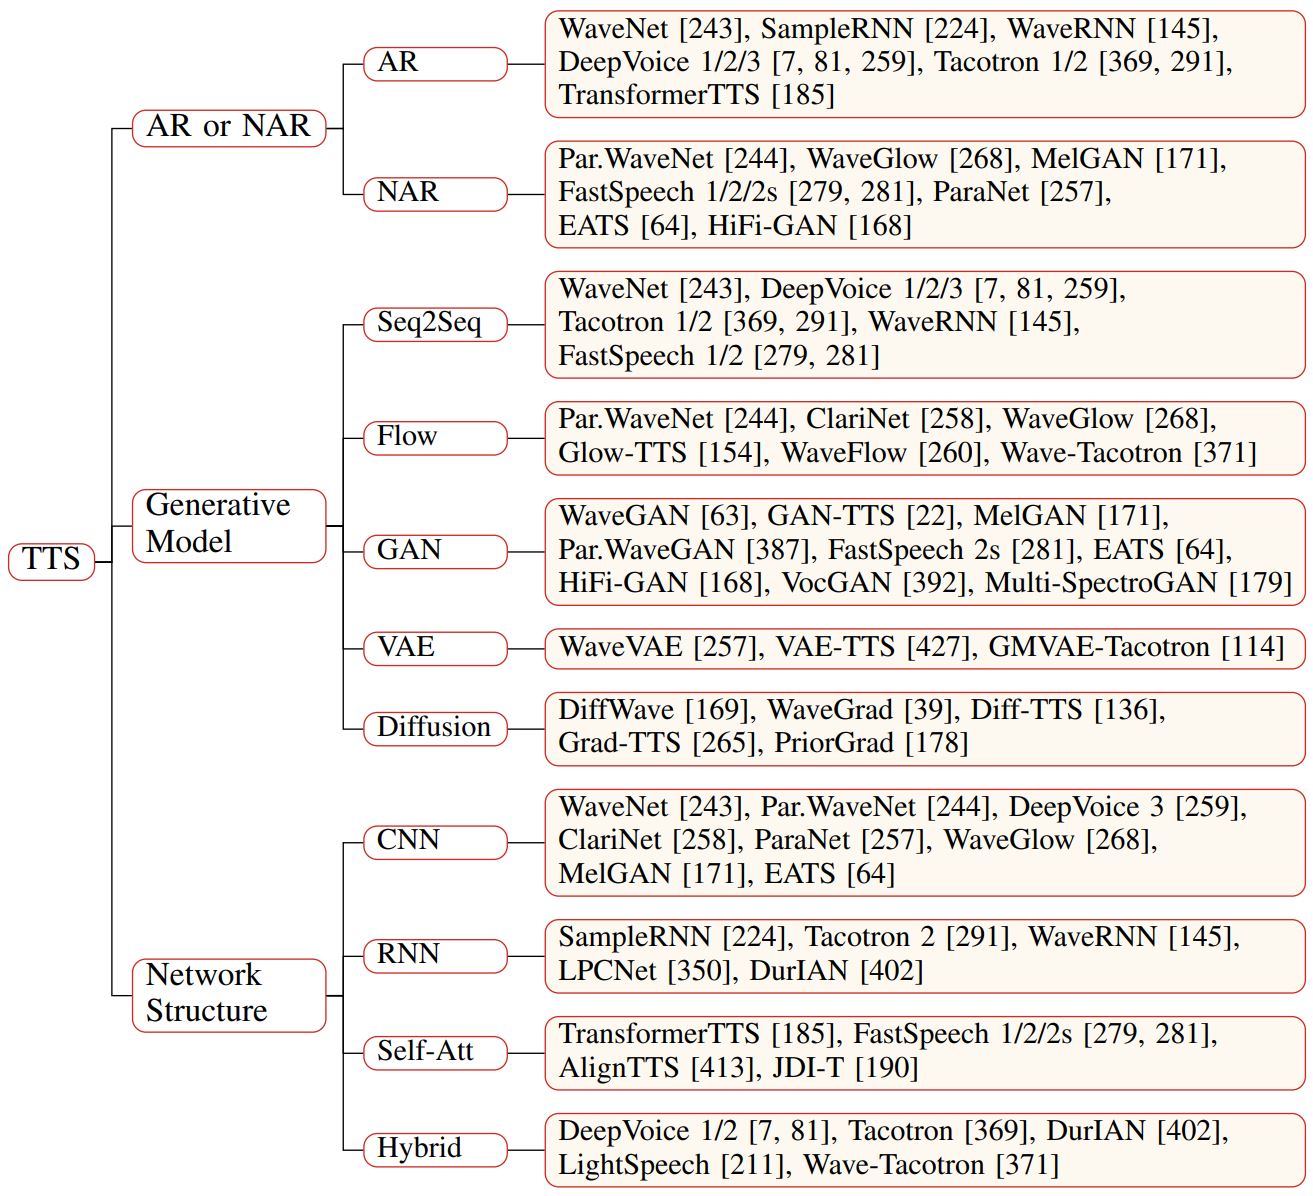 TTS
AR or NAR
AR
WaveNet [243], SampleRNN [224], WaveRNN [145],
DeepVoice 1/2/3 [7, 81, 259], Tacotron 1/2 [369, 291],
TransformerTTS [185]
NAR
Par.WaveNet [244], WaveGlow [268], MelGAN [171],
FastSpeech 1/2/2s [279, 281], ParaNet [257],
EATS [64], HiFi-GAN [168]
Generative
Model
Seq2Seq
WaveNet [243], DeepVoice 1/2/3 [7, 81, 259],
Tacotron 1/2 [369, 291], WaveRNN [145],
FastSpeech 1/2 [279, 281]
Flow
Par.WaveNet [244], ClariNet [258], WaveGlow [268],
Glow-TTS [154], WaveFlow [260], Wave-Tacotron [371]
GAN
WaveGAN [63], GAN-TTS [22], MelGAN [171],
Par.WaveGAN [387], FastSpeech 2s [281], EATS [64],
HiFi-GAN [168], VocGAN [392], Multi-SpectroGAN [179]
VAE
WaveVAE [257], VAE-TTS [427], GMVAE-Tacotron [114]
Diffusion
DiffWave [169], WaveGrad [39], Diff-TTS [136],
Grad-TTS [265], PriorGrad [178]
Network
Structure
CNN
WaveNet [243], Par.WaveNet [244], DeepVoice 3 [259],
ClariNet [258], ParaNet [257], WaveGlow [268],
MelGAN [171], EATS [64]
RNN
SampleRNN [224], Tacotron 2 [291], WaveRNN [145],
LPCNet [350], DurIAN [402]
Self-Att
TransformerTTS [185], FastSpeech 1/2/2s [279, 281],
AlignTTS [413], JDI-T [190]
Hybrid
DeepVoice 1/2 [7, 81], Tacotron [369], DurIAN [402],
LightSpeech [211], Wave-Tacotron [371]